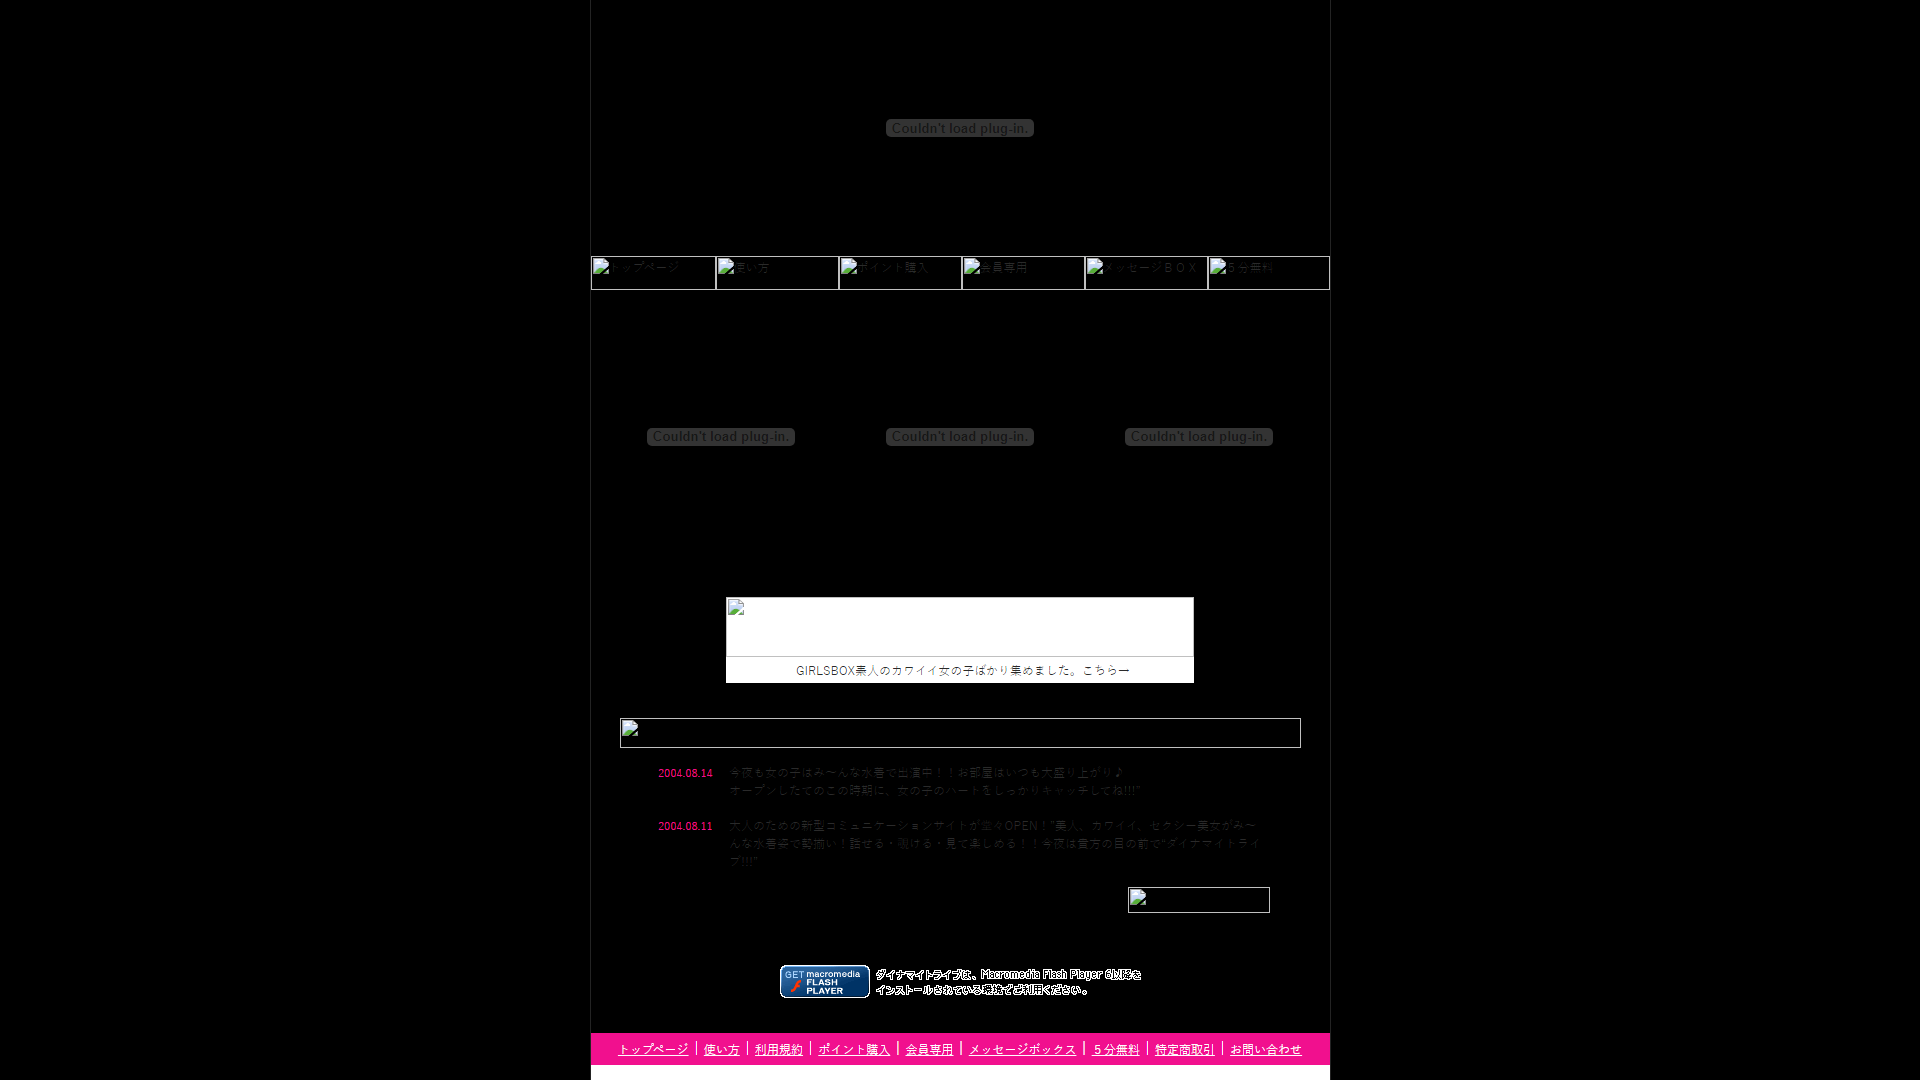 Couldn't load plug-in.
トップページ 使い方 ポイント購入 会員専用 メッセージＢＯＸ ５分無料
Couldn't load plug-in. Couldn't load plug-in. Couldn't load plug-in.
GIRLSBOX素人のカワイイ女の子ばかり集めました。こちら→
2004.08.14 今夜も女の子はみ～んな水着で出演中！！お部屋はいつも大盛り上がり♪
オープンしたてのこの時期に、女の子のハートをしっかりキャッチしてね!!!"
2004.08.11 大人のための新型コミュニケーションサイトが堂々OPEN！"素人、カワイイ、セクシー美女がみ～
んな水着姿で勢揃い！話せる・覗ける・見て楽しめる！！今夜は貴方の目の前で"ダイナマイトライ
ブ!!!"
GET macromedia
FLASH
PLAYER
ダイナマイトライブは、Macromedia Flash Player 6以降を
インストールされている環境でご利用ください。
トップページ｜使い方｜利用規約｜ポイント購入｜会員専用｜メッセージボックス｜５分無料｜特定商取引｜お問い合わせ